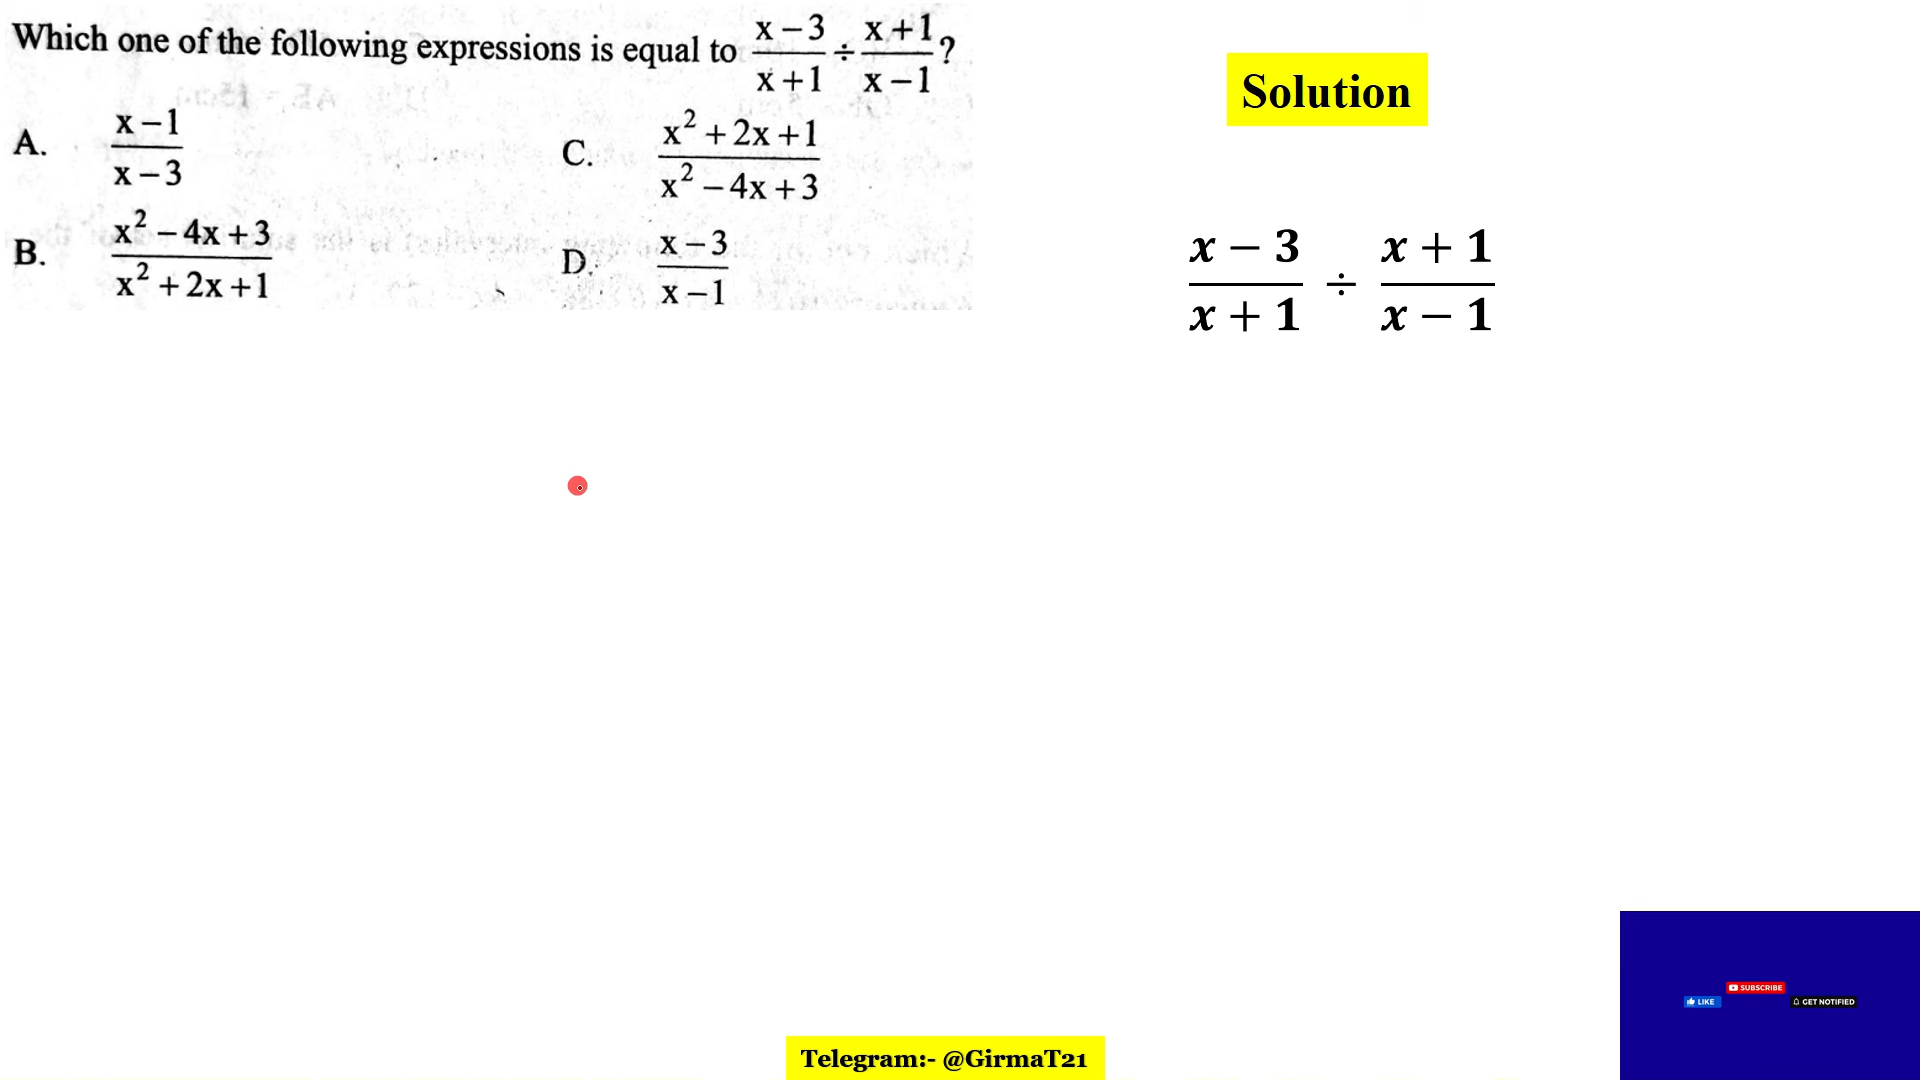 Which one of the following expressions is equal to (x – 3)/(x + 1) ÷ (x + 1)/(x – 1)?
A. (x – 1)/(x – 3)
B. (x² – 4x + 3)/(x² + 2x + 1)
C. (x² + 2x + 1)/(x² – 4x + 3)
D. (x – 3)/(x – 1)
Solution
(x − 3)/(x + 1) ÷ (x + 1)/(x − 1)
SUBSCRIBE
LIKE
GET NOTIFIED
Telegram:- @GirmaT21